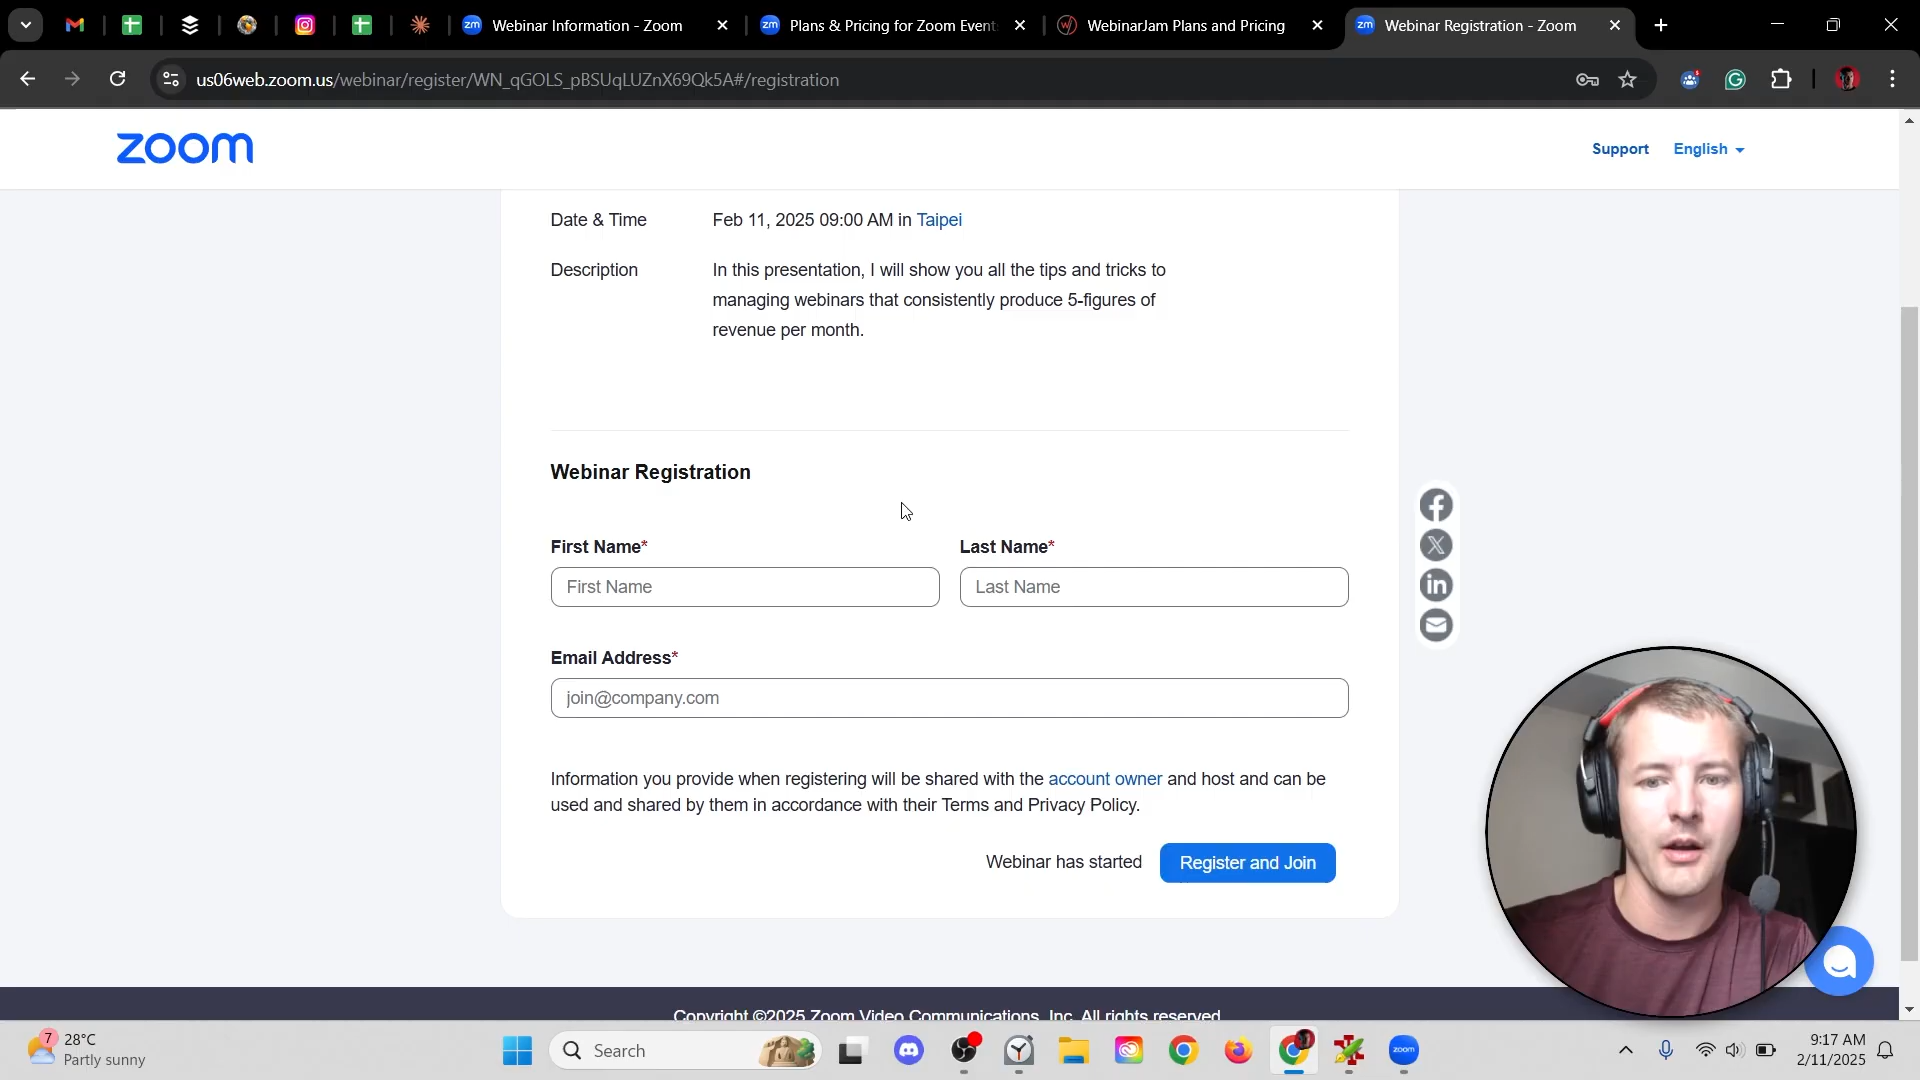 Webinar Information - Zoom
Plans & Pricing for Zoom Event
WebinarJam Plans and Pricing
Webinar Registration - Zoom
us06web.zoom.us/webinar/register/WN_qGOLS_pBSUqLUZnX69Qk5A#/registration
zoom
Support
English
Date & Time
Feb 11, 2025 09:00 AM in Taipei
Description
In this presentation, I will show you all the tips and tricks to
managing webinars that consistently produce 5-figures of
revenue per month.
Webinar Registration
First Name*
Last Name*
First Name
Last Name
Email Address*
join@company.com
Information you provide when registering will be shared with the account owner and host and can be
used and shared by them in accordance with their Terms and Privacy Policy.
Webinar has started
Register and Join
Copyright ©2025 Zoom Video Communications, Inc. All rights reserved.
7
28°C
Partly sunny
Search
zoom
9:17 AM
2/11/2025